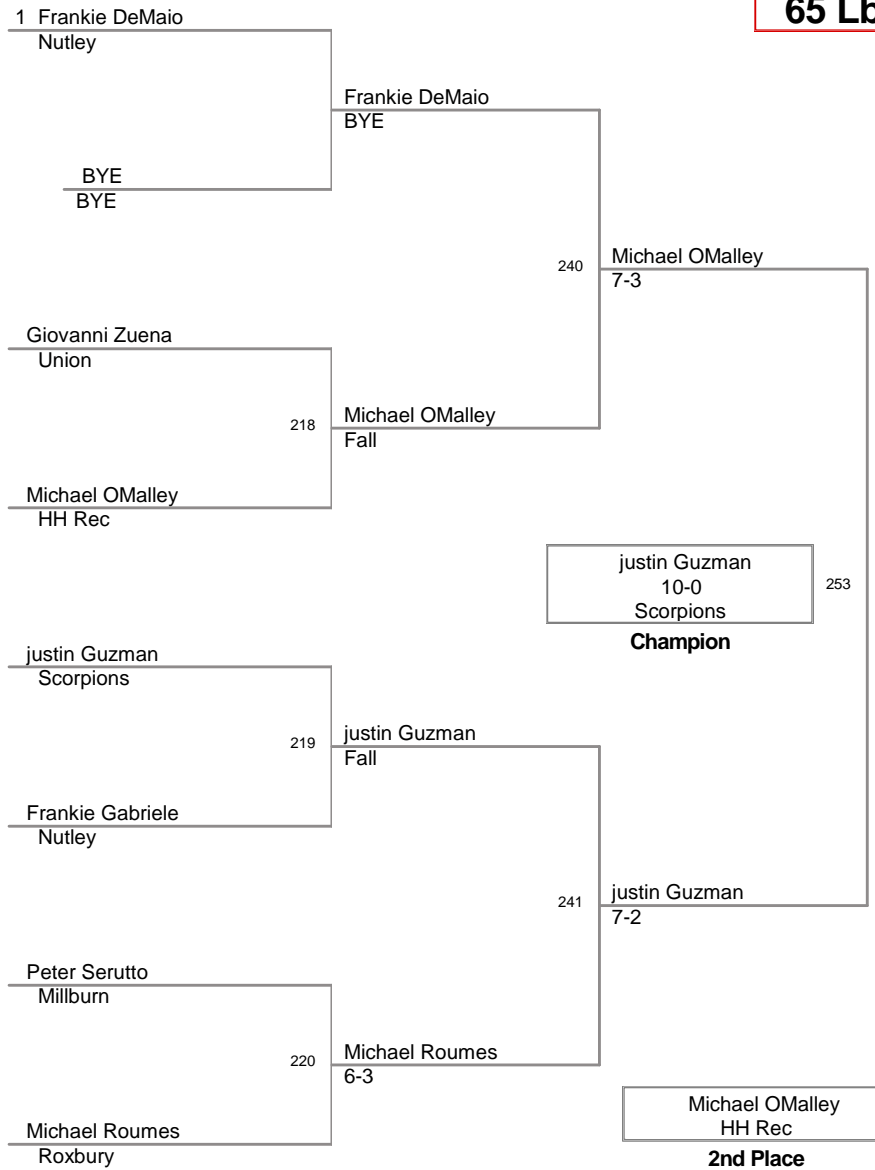 65 Lb
1 Frankie DeMaio
Nutley
Frankie DeMaio
BYE
BYE
BYE
240 Michael OMalley
7-3
Giovanni Zuena
Union
218 Michael OMalley
Fall
Michael OMalley
HH Rec
justin Guzman
10-0
Scorpions
253
Champion
justin Guzman
Scorpions
219 justin Guzman
Fall
Frankie Gabriele
Nutley
241 justin Guzman
7-2
Peter Serutto
Millburn
220 Michael Roumes
6-3
Michael Roumes
Roxbury
Michael OMalley
HH Rec
2nd Place